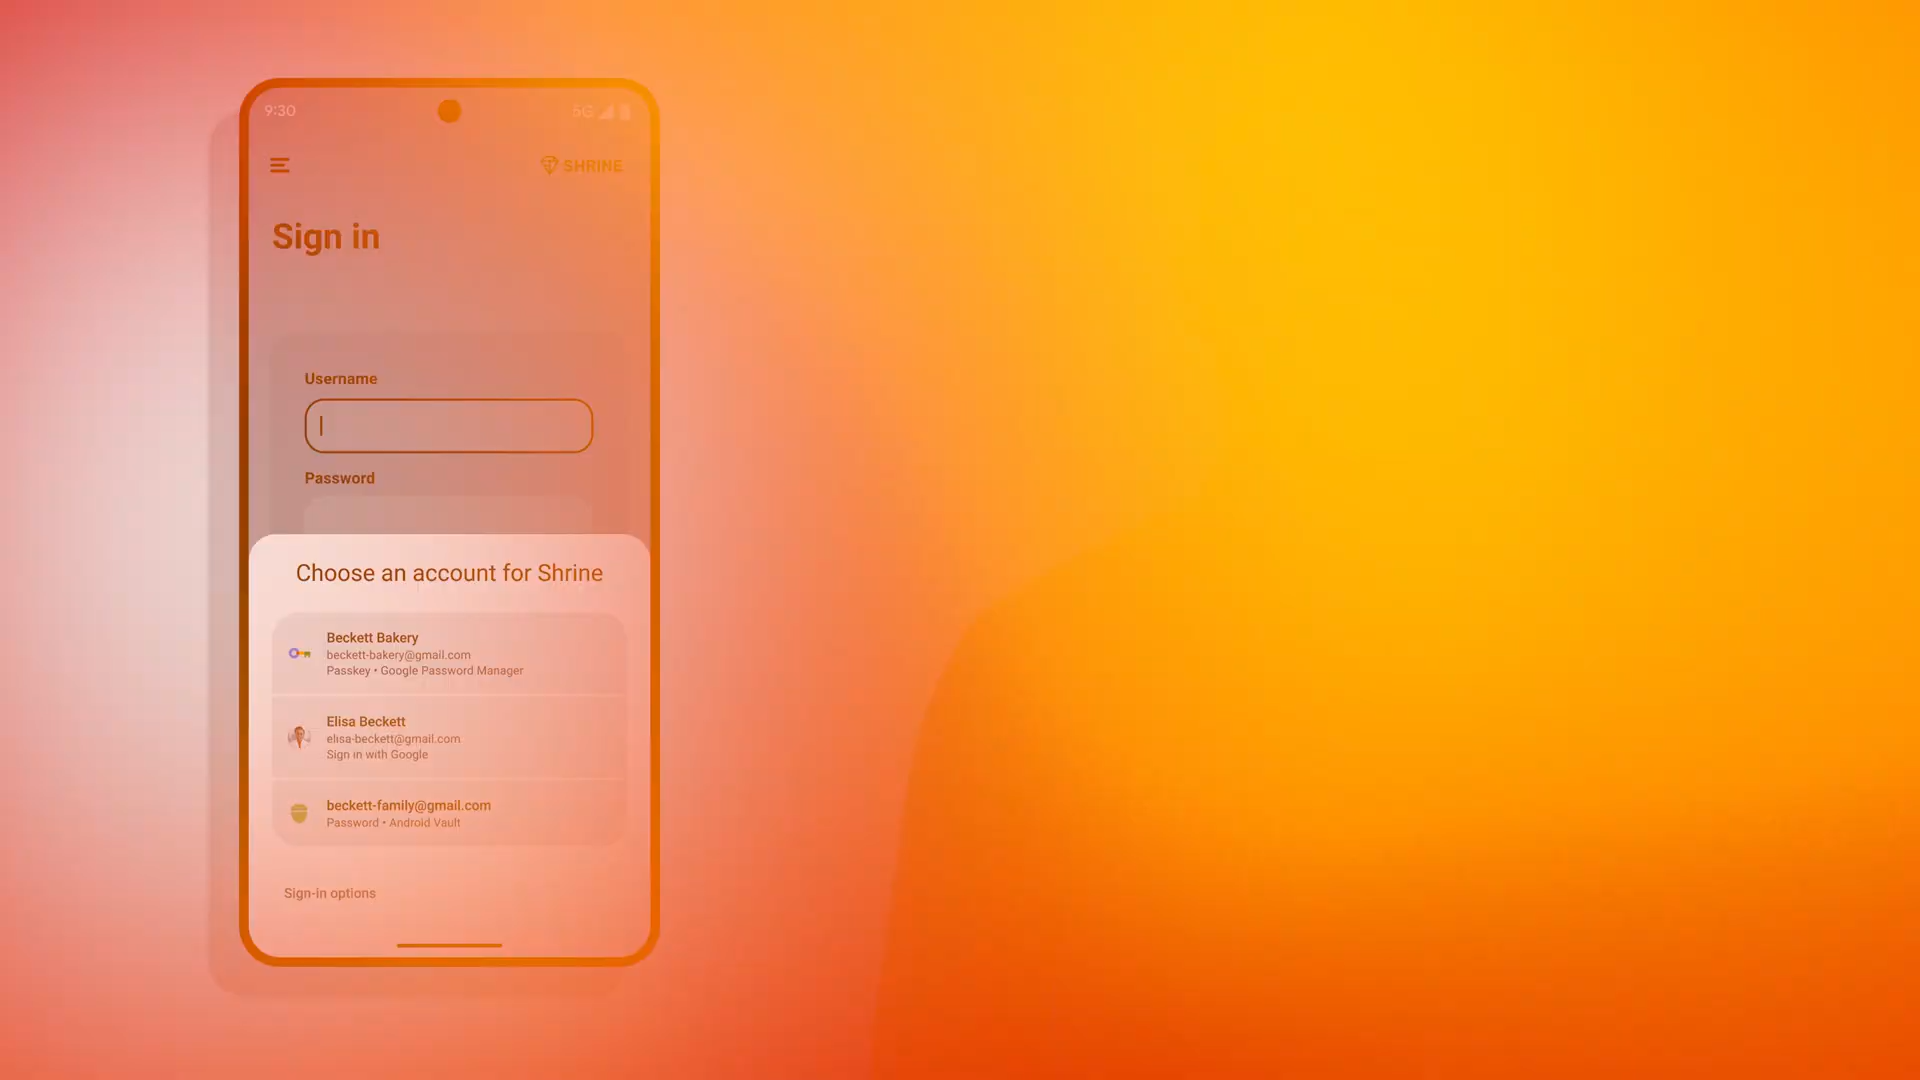 9:30
5G
SHRINE
Sign in
Username
Password
Choose an account for Shrine
Beckett Bakery
beckett-bakery@gmail.com
Passkey • Google Password Manager
Elisa Beckett
elisa-beckett@gmail.com
Sign in with Google
beckett-family@gmail.com
Password • Android Vault
Sign-in options